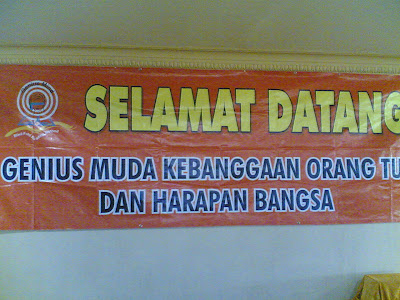 SELAMAT DATANG
GENIUS MUDA KEBANGGAAN ORANG TU
DAN HARAPAN BANGSA